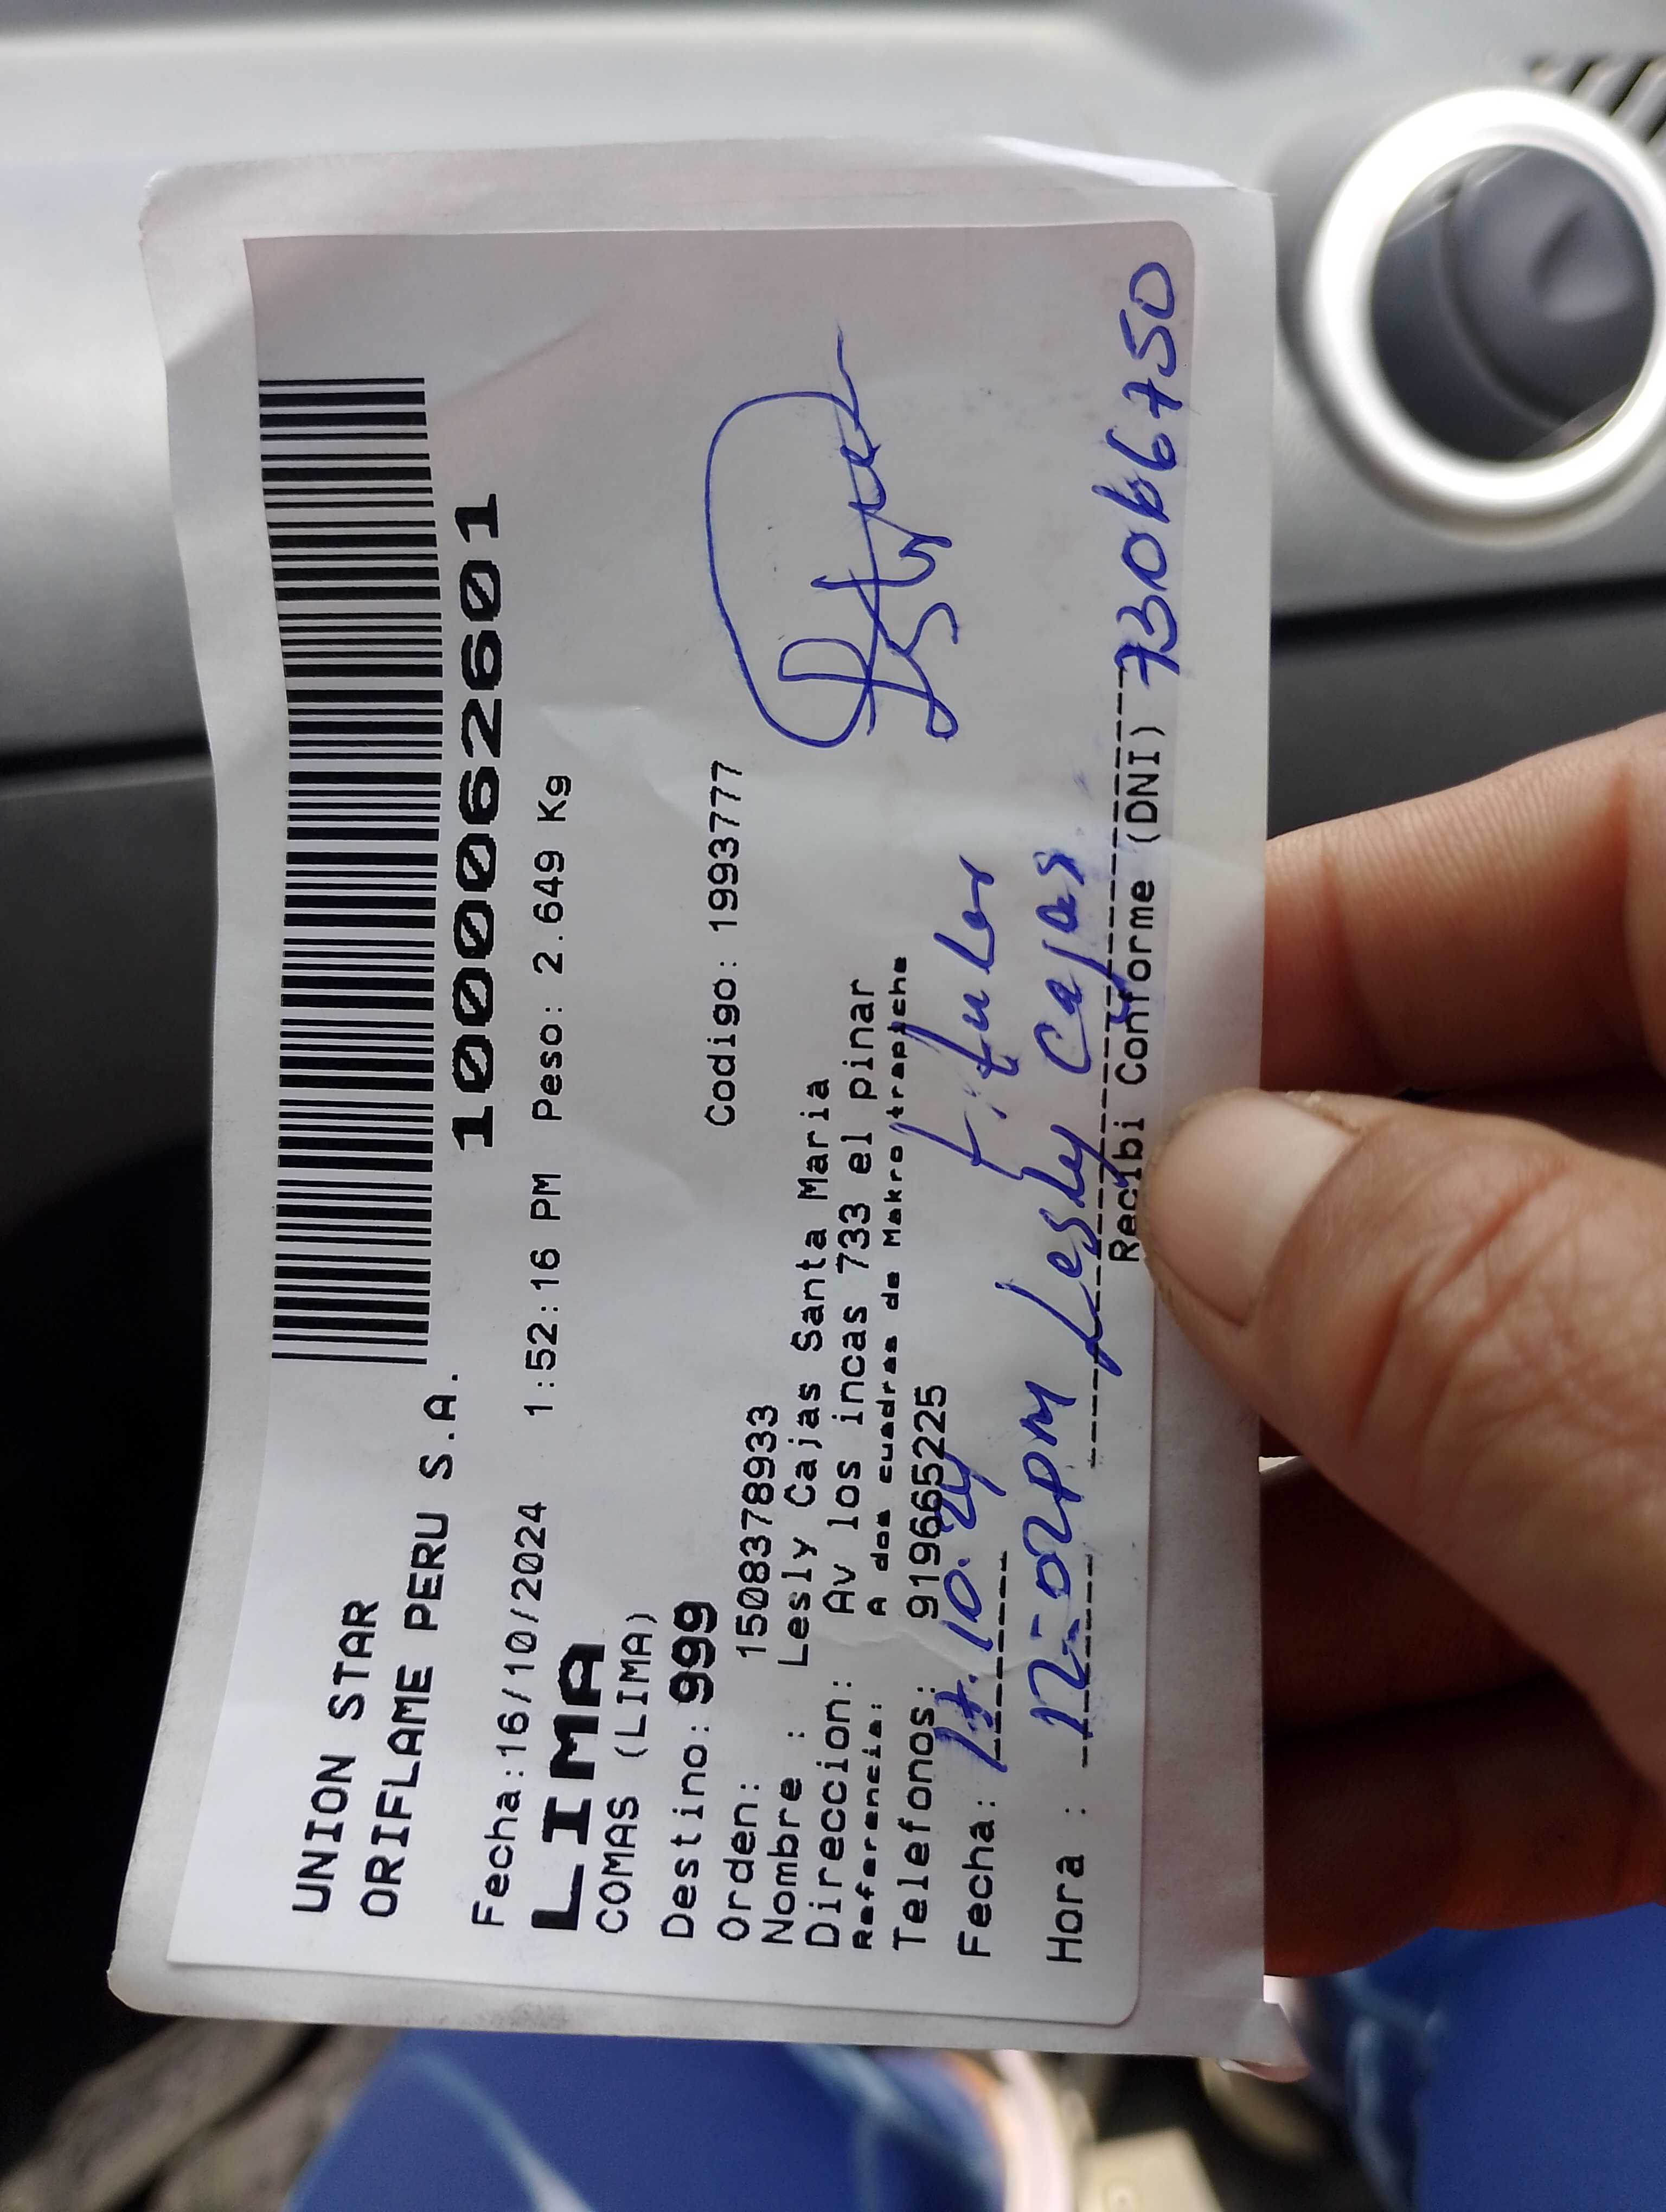 UNION STAR
ORIFLAME PERU S.A.
1000062601
Fecha:16/10/2024 1:52:16 PM Peso: 2.649 Kg
LIMA
COMAS (LIMA)
Destino:999
Codigo: 1993777
Orden: 1508378933
Nombre : Lesly Cajas Santa Maria
Direccion: Av los incas 733 el pinar
Referencia: A dos cuadras de Makro/trapiche
Telefonos: 919665225
Fecha: 17.10.24 Titular
Hora : 12:02PM Lesly Cajas
Recibi Conforme (DNI) 73066750